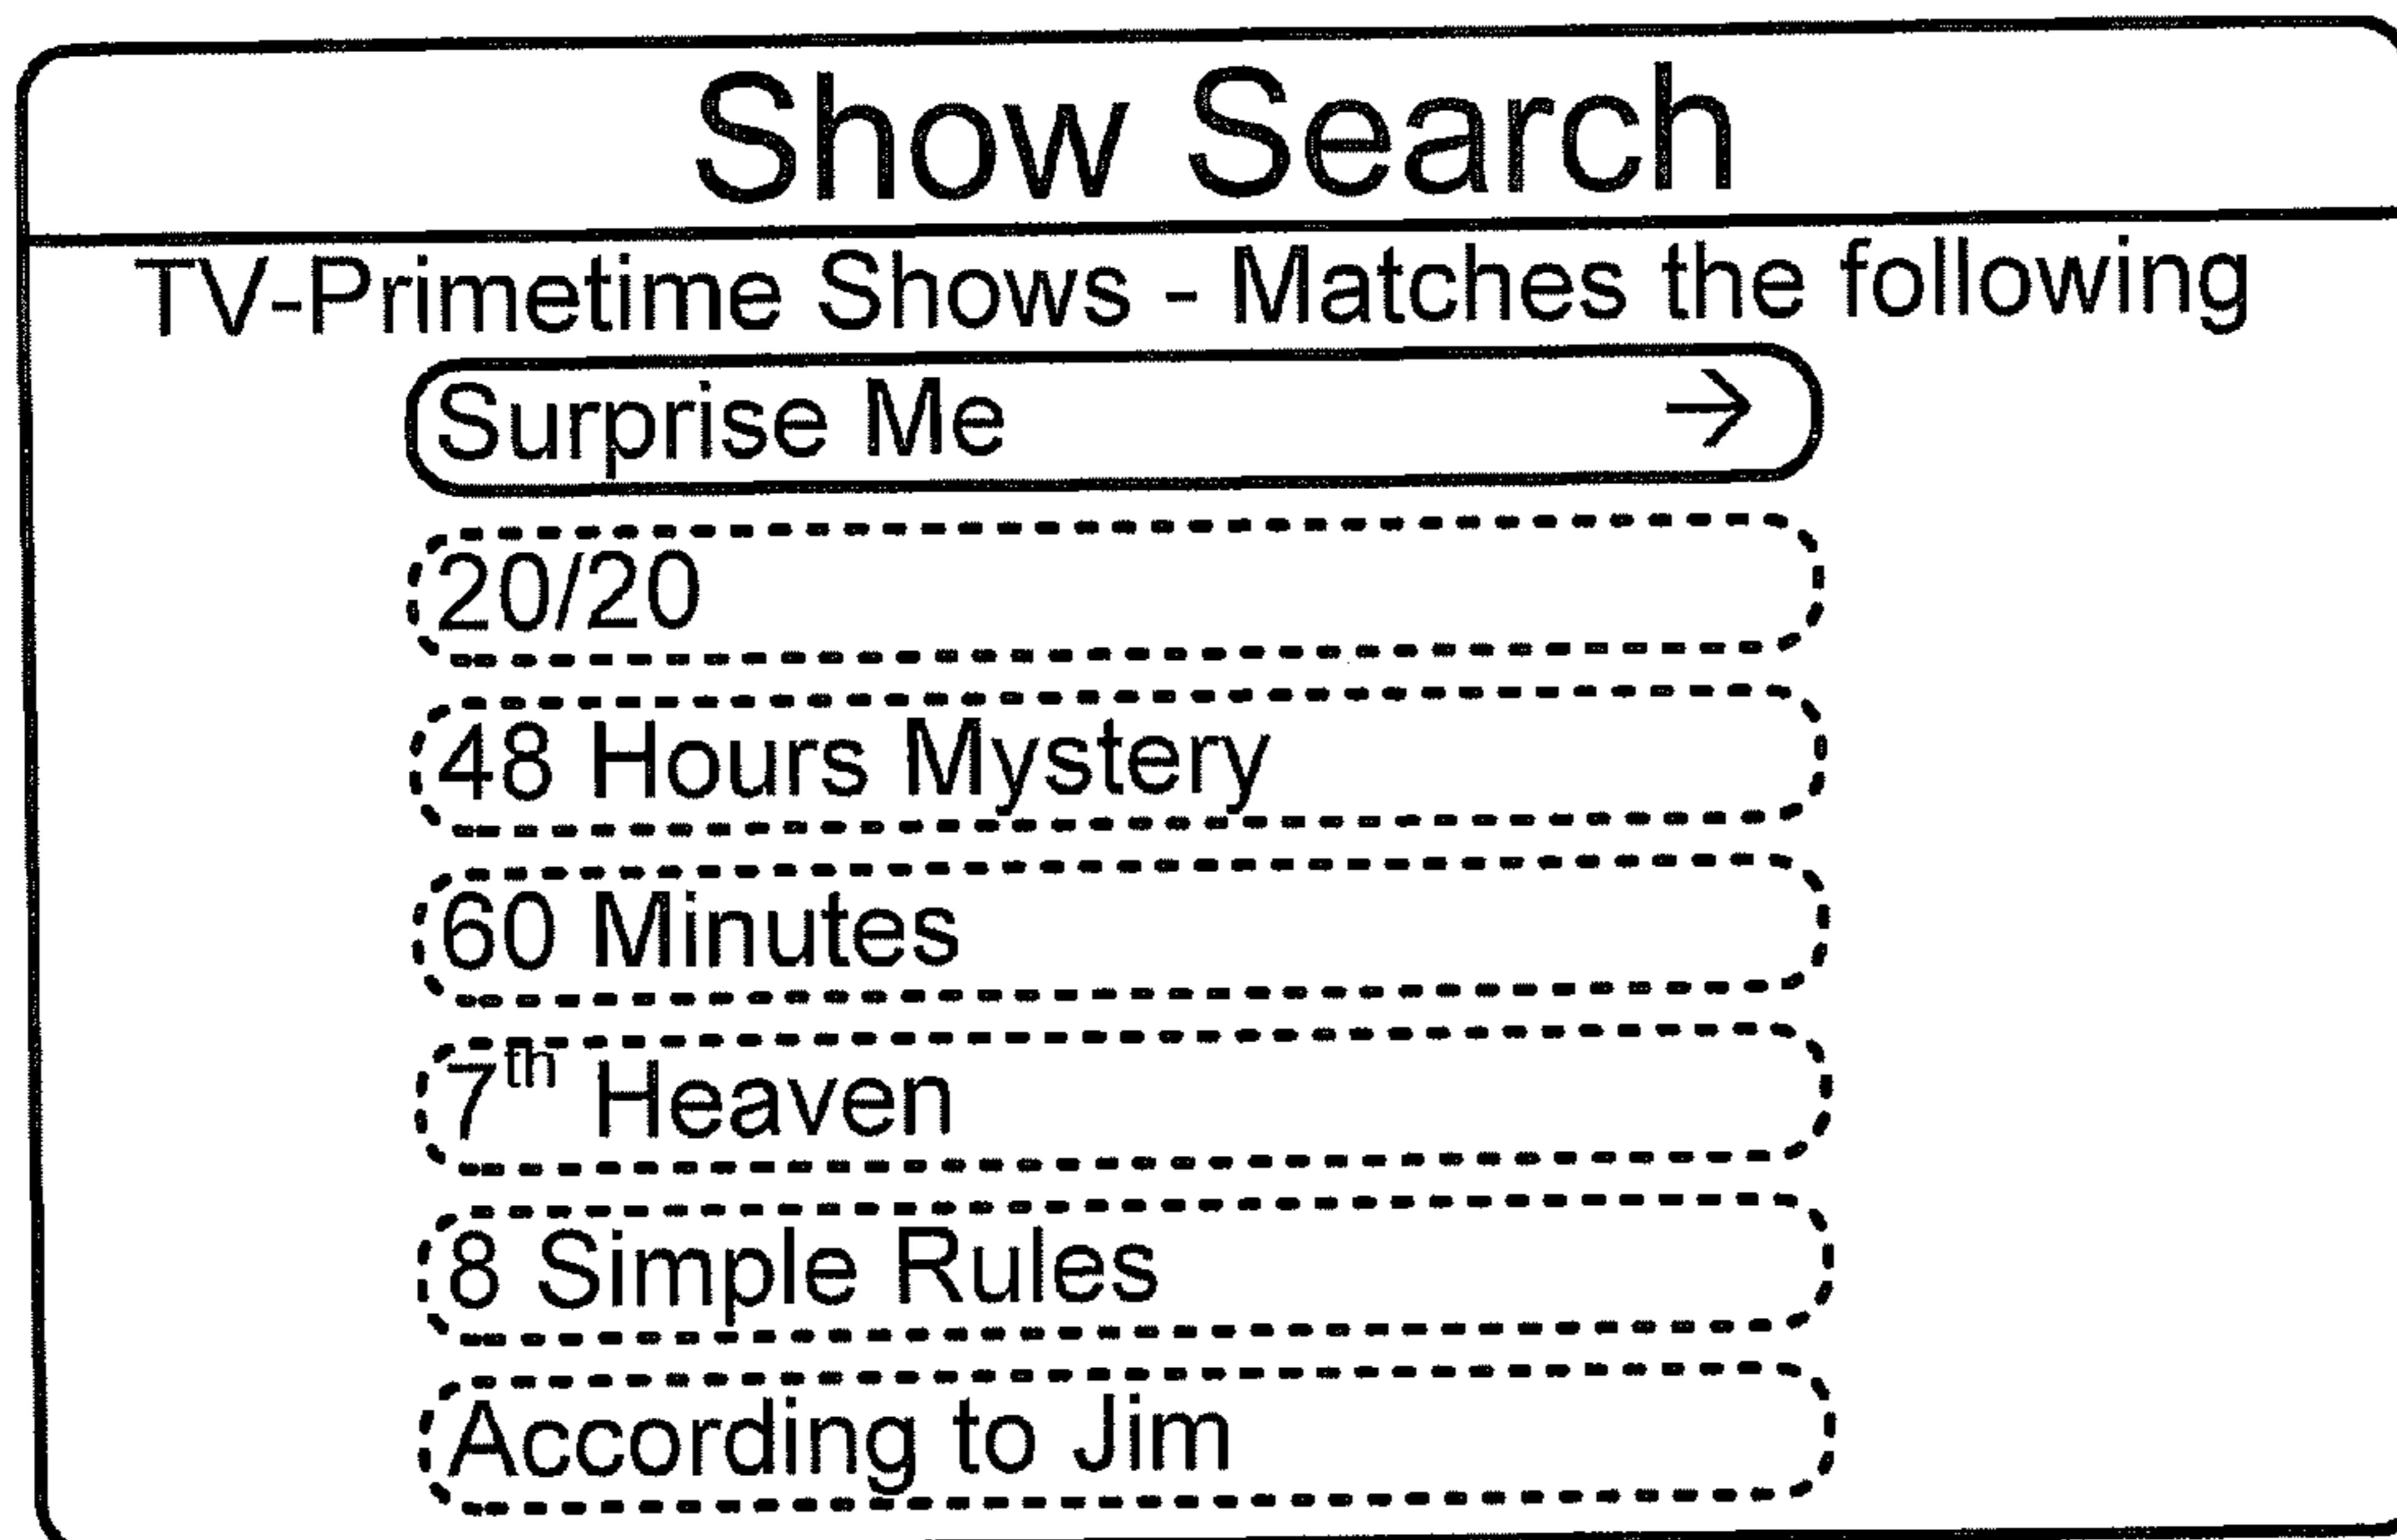 Show Search
TV-Primetime Shows - Matches the following
Surprise Me →
20/20
48 Hours Mystery
60 Minutes
7th Heaven
8 Simple Rules
According to Jim